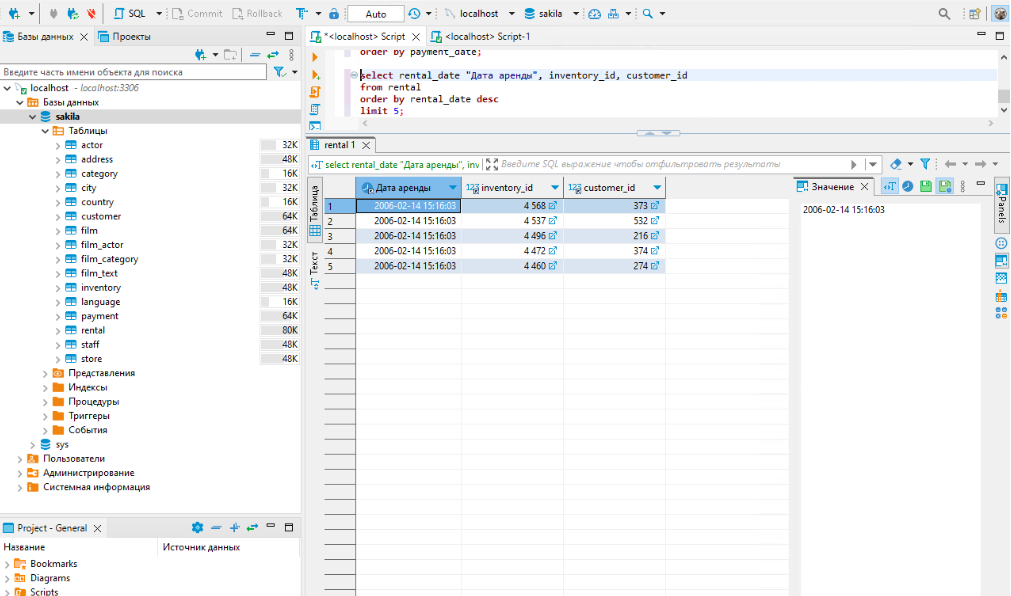 SQL Commit Rollback T Auto localhost sakila
Базы данных Проекты
*<localhost> Script <localhost> Script-1
Введите часть имени объекта для поиска
localhost - localhost:3306
Базы данных
sakila
Таблицы
actor 32K
address 48K
category 16K
city 32K
country 16K
customer 64K
film 64K
film_actor 32K
film_category 32K
film_text 48K
inventory 48K
language 16K
payment 64K
rental 80K
staff 48K
store 48K
Представления
Индексы
Процедуры
Триггеры
События
sys
Пользователи
Администрирование
Системная информация
Project - General
Название Источник данных
Bookmarks
Diagrams
Scripts
order by payment_date;
select rental_date "Дата аренды", inventory_id, customer_id
from rental
order by rental_date desc
limit 5;
rental 1
select rental_date "Дата аренды", inv Введите SQL выражение чтобы отфильтровать результаты
Таблица
Текст
Дата аренды 123 inventory_id 123 customer_id
1 2006-02-14 15:16:03 4 568 373
2 2006-02-14 15:16:03 4 537 532
3 2006-02-14 15:16:03 4 496 216
4 2006-02-14 15:16:03 4 472 374
5 2006-02-14 15:16:03 4 460 274
Значение
2006-02-14 15:16:03
Panels